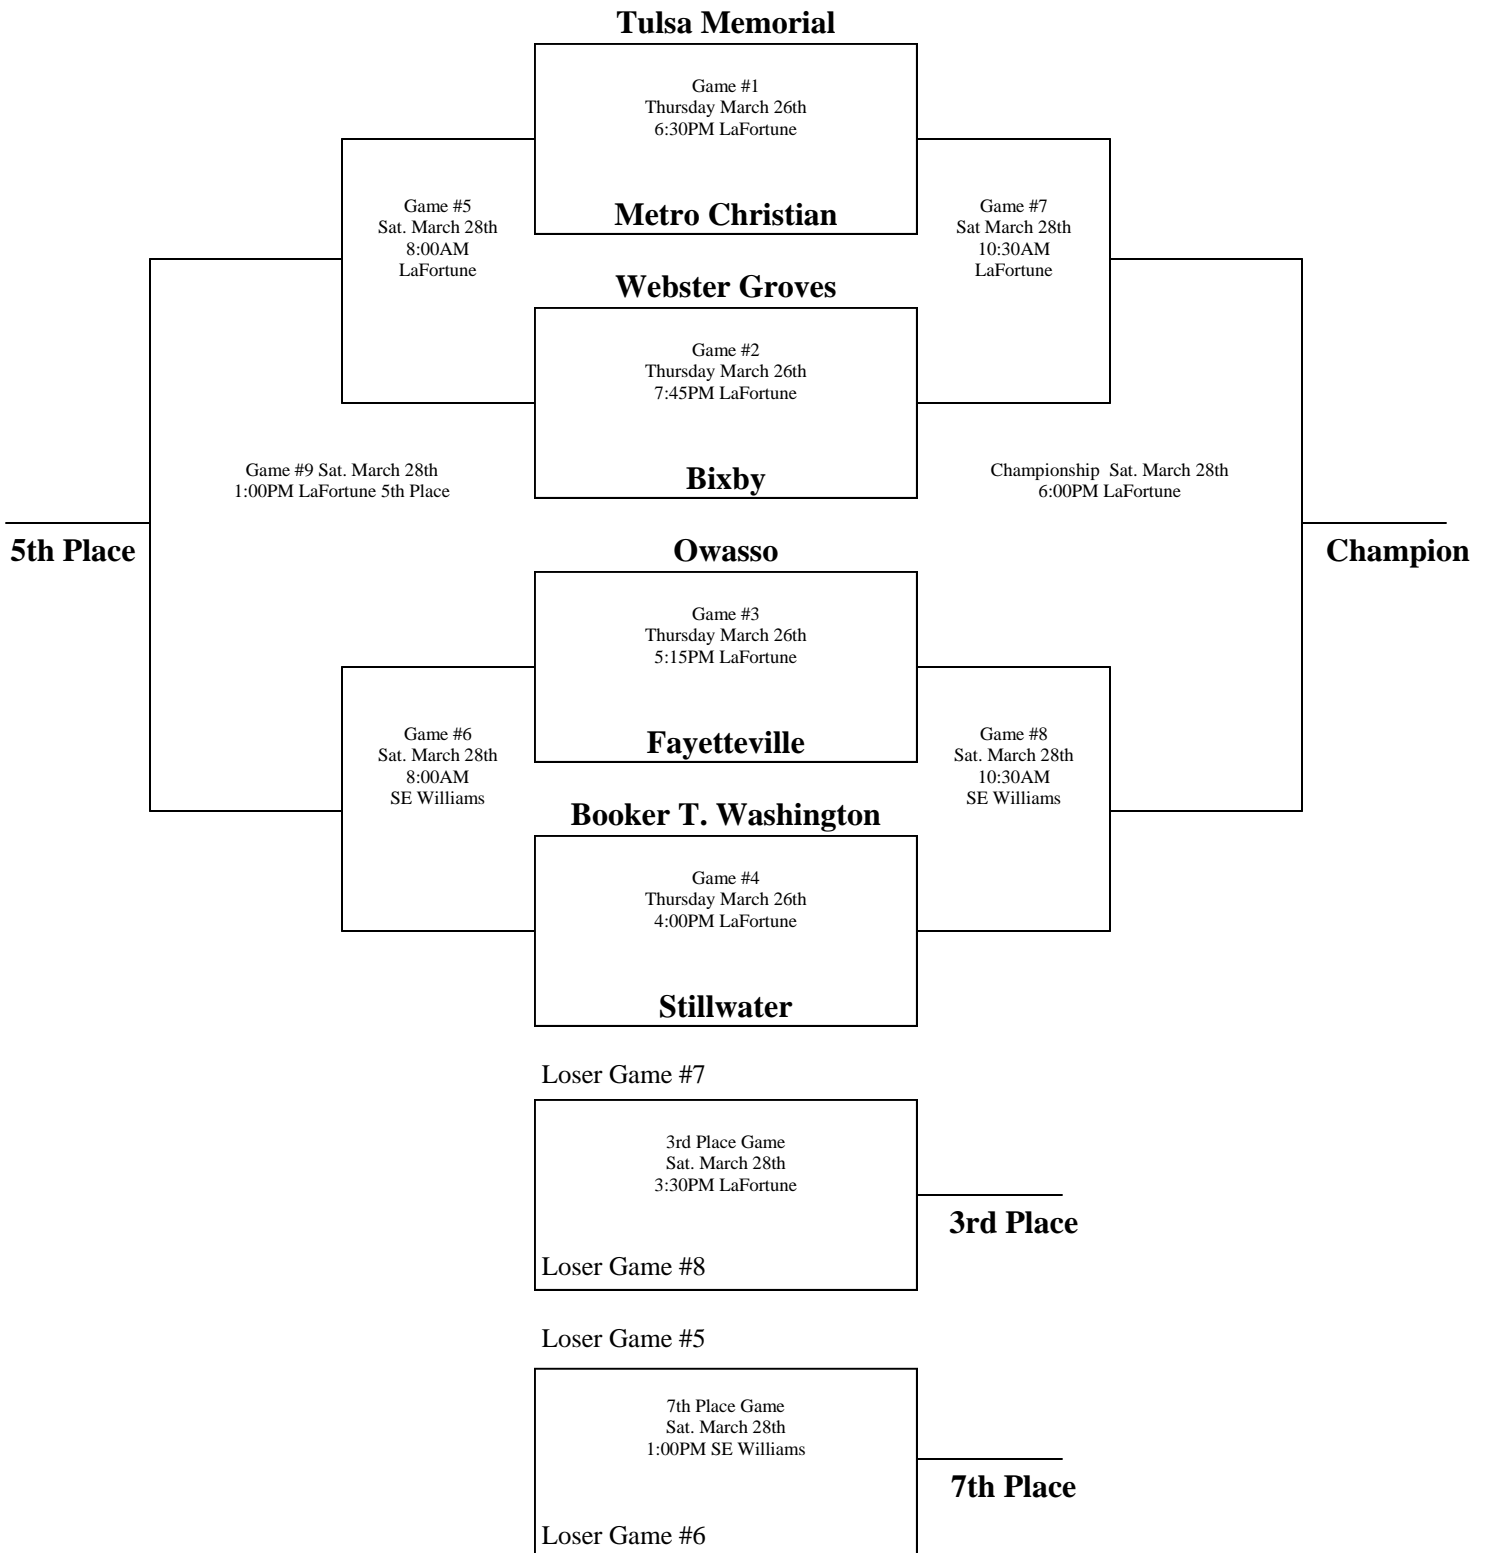 Tulsa Memorial
Game #1
Thursday March 26th
6:30PM LaFortune
Metro Christian
Game #5
Sat. March 28th
8:00AM
LaFortune
Game #7
Sat March 28th
10:30AM
LaFortune
Webster Groves
Game #2
Thursday March 26th
7:45PM LaFortune
Bixby
Game #9 Sat. March 28th
1:00PM LaFortune 5th Place
Championship  Sat. March 28th
6:00PM LaFortune
5th Place
Champion
Owasso
Game #3
Thursday March 26th
5:15PM LaFortune
Fayetteville
Game #6
Sat. March 28th
8:00AM
SE Williams
Game #8
Sat. March 28th
10:30AM
SE Williams
Booker T. Washington
Game #4
Thursday March 26th
4:00PM LaFortune
Stillwater
Loser Game #7
3rd Place Game
Sat. March 28th
3:30PM LaFortune
3rd Place
Loser Game #8
Loser Game #5
7th Place Game
Sat. March 28th
1:00PM SE Williams
7th Place
Loser Game #6